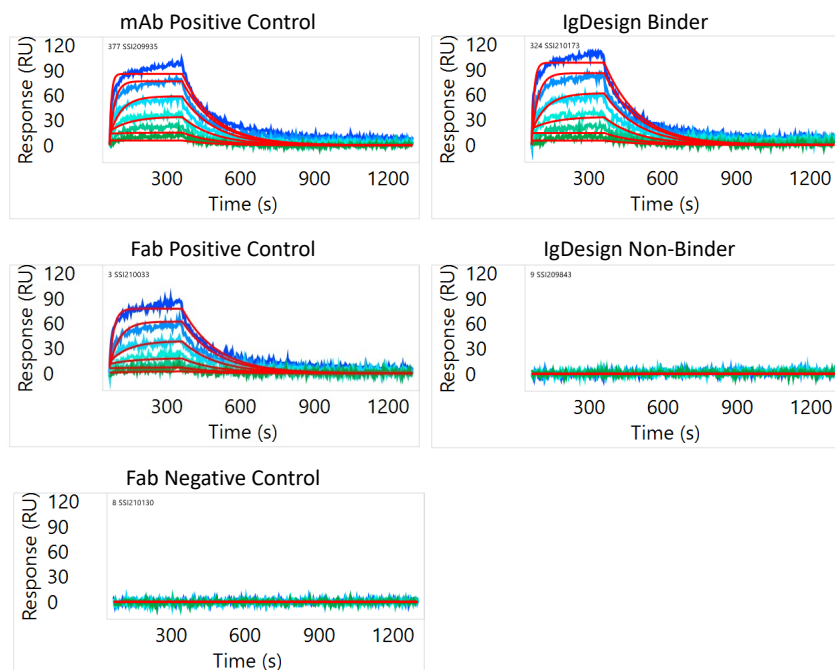 mAb Positive Control
377 SSI209935
Response (RU)
120
90
60
30
0
300 600 900 1200
Time (s)
IgDesign Binder
324 SSI210173
Response (RU)
120
90
60
30
0
300 600 900 1200
Time (s)
Fab Positive Control
3 SSI210033
Response (RU)
120
90
60
30
0
300 600 900 1200
Time (s)
IgDesign Non-Binder
9 SSI209843
Response (RU)
120
90
60
30
0
300 600 900 1200
Time (s)
Fab Negative Control
8 SSI210130
Response (RU)
120
90
60
30
0
300 600 900 1200
Time (s)